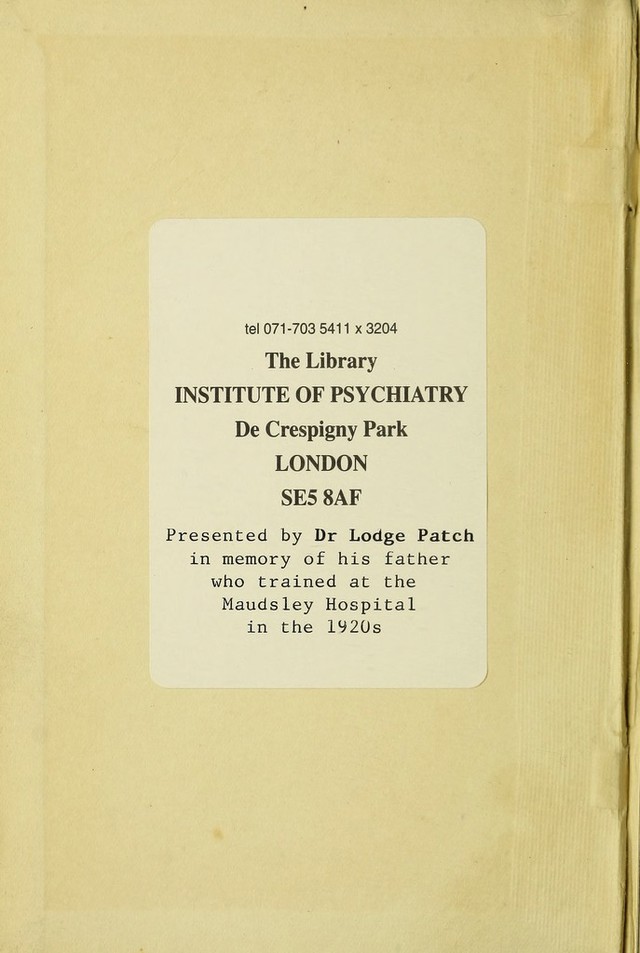 tel 071-703 5411 x 3204
The Library
INSTITUTE OF PSYCHIATRY
De Crespigny Park
LONDON
SE5 8AF
Presented by Dr Lodge Patch
in memory of his father
who trained at the
Maudsley Hospital
in the 1920s